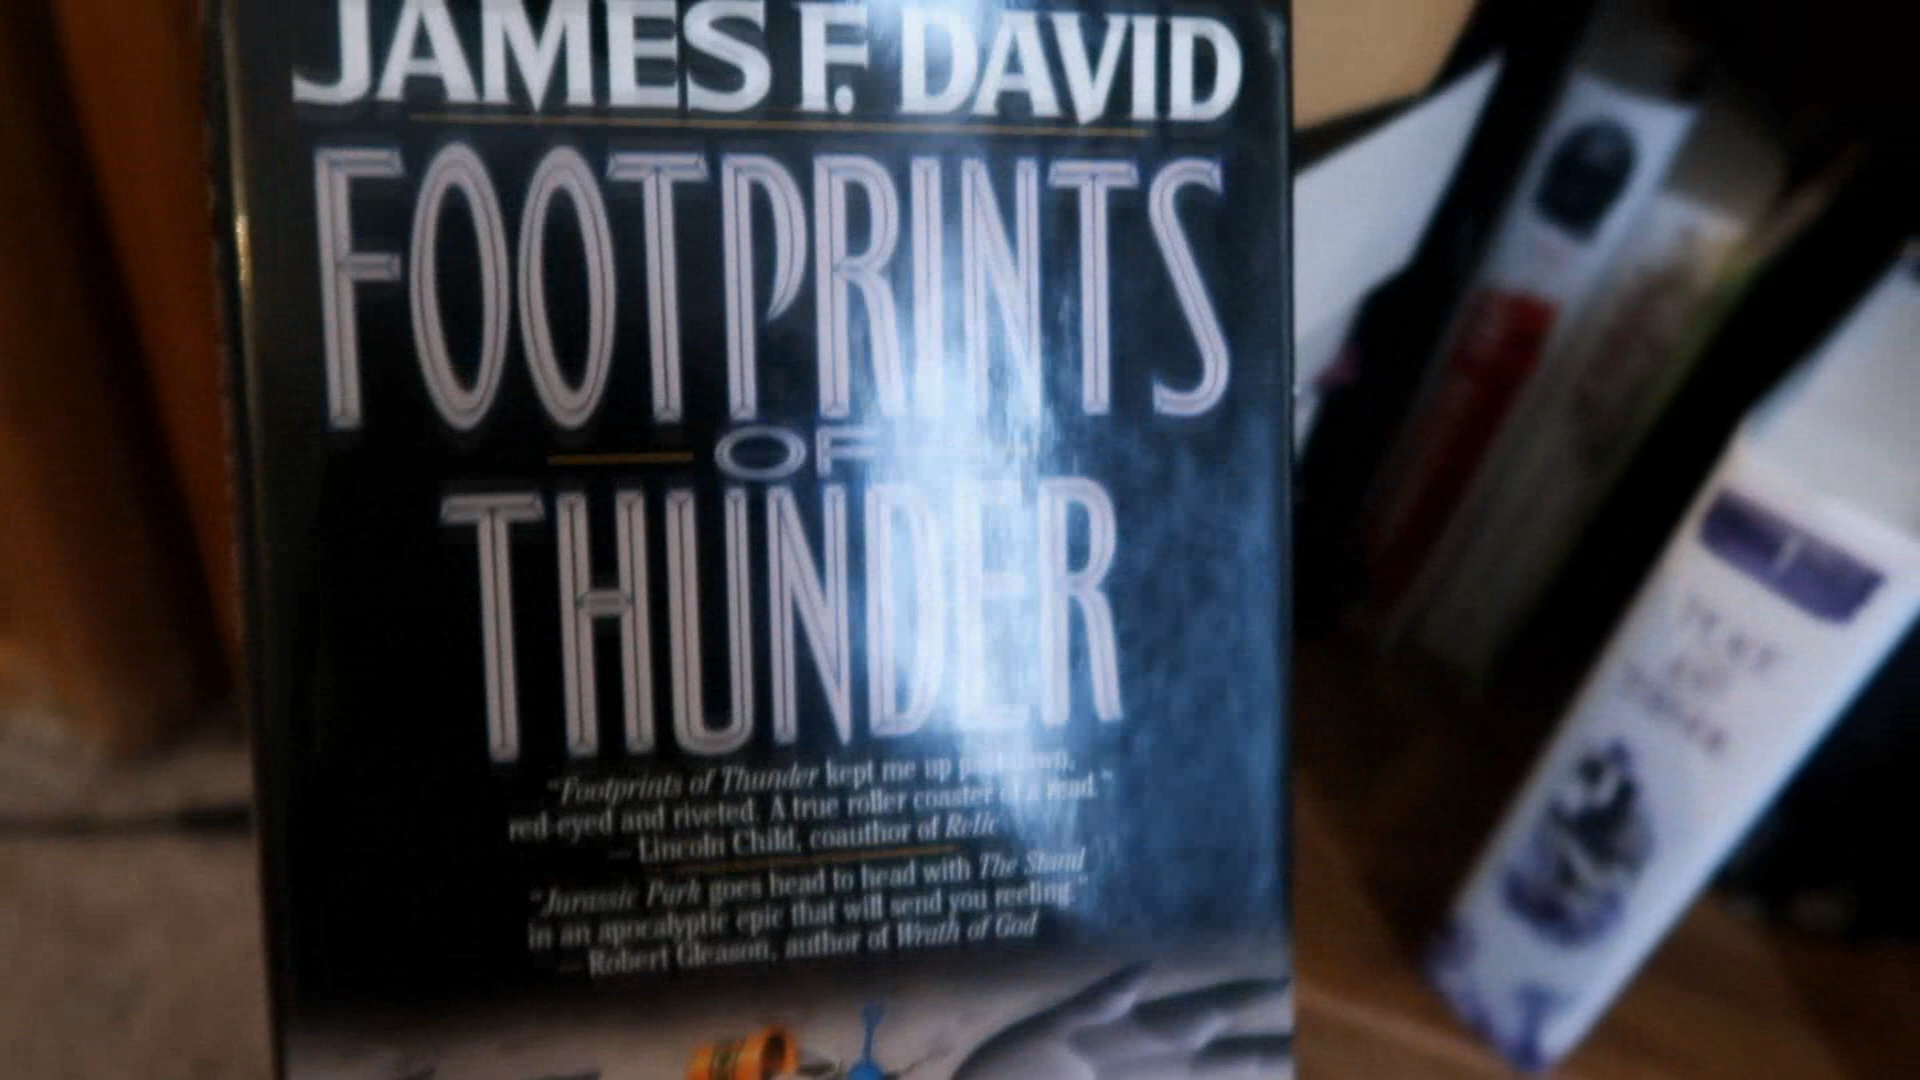 JAMES F. DAVID
FOOTPRINTS
OF
THUNDER
"Footprints of Thunder kept me up past dawn,
red-eyed and riveted. A true roller coaster of a read."
— Lincoln Child, coauthor of Relic
"Jurassic Park goes head to head with The Stand
in an apocalyptic epic that will send you reeling."
— Robert Gleason, author of Wrath of God